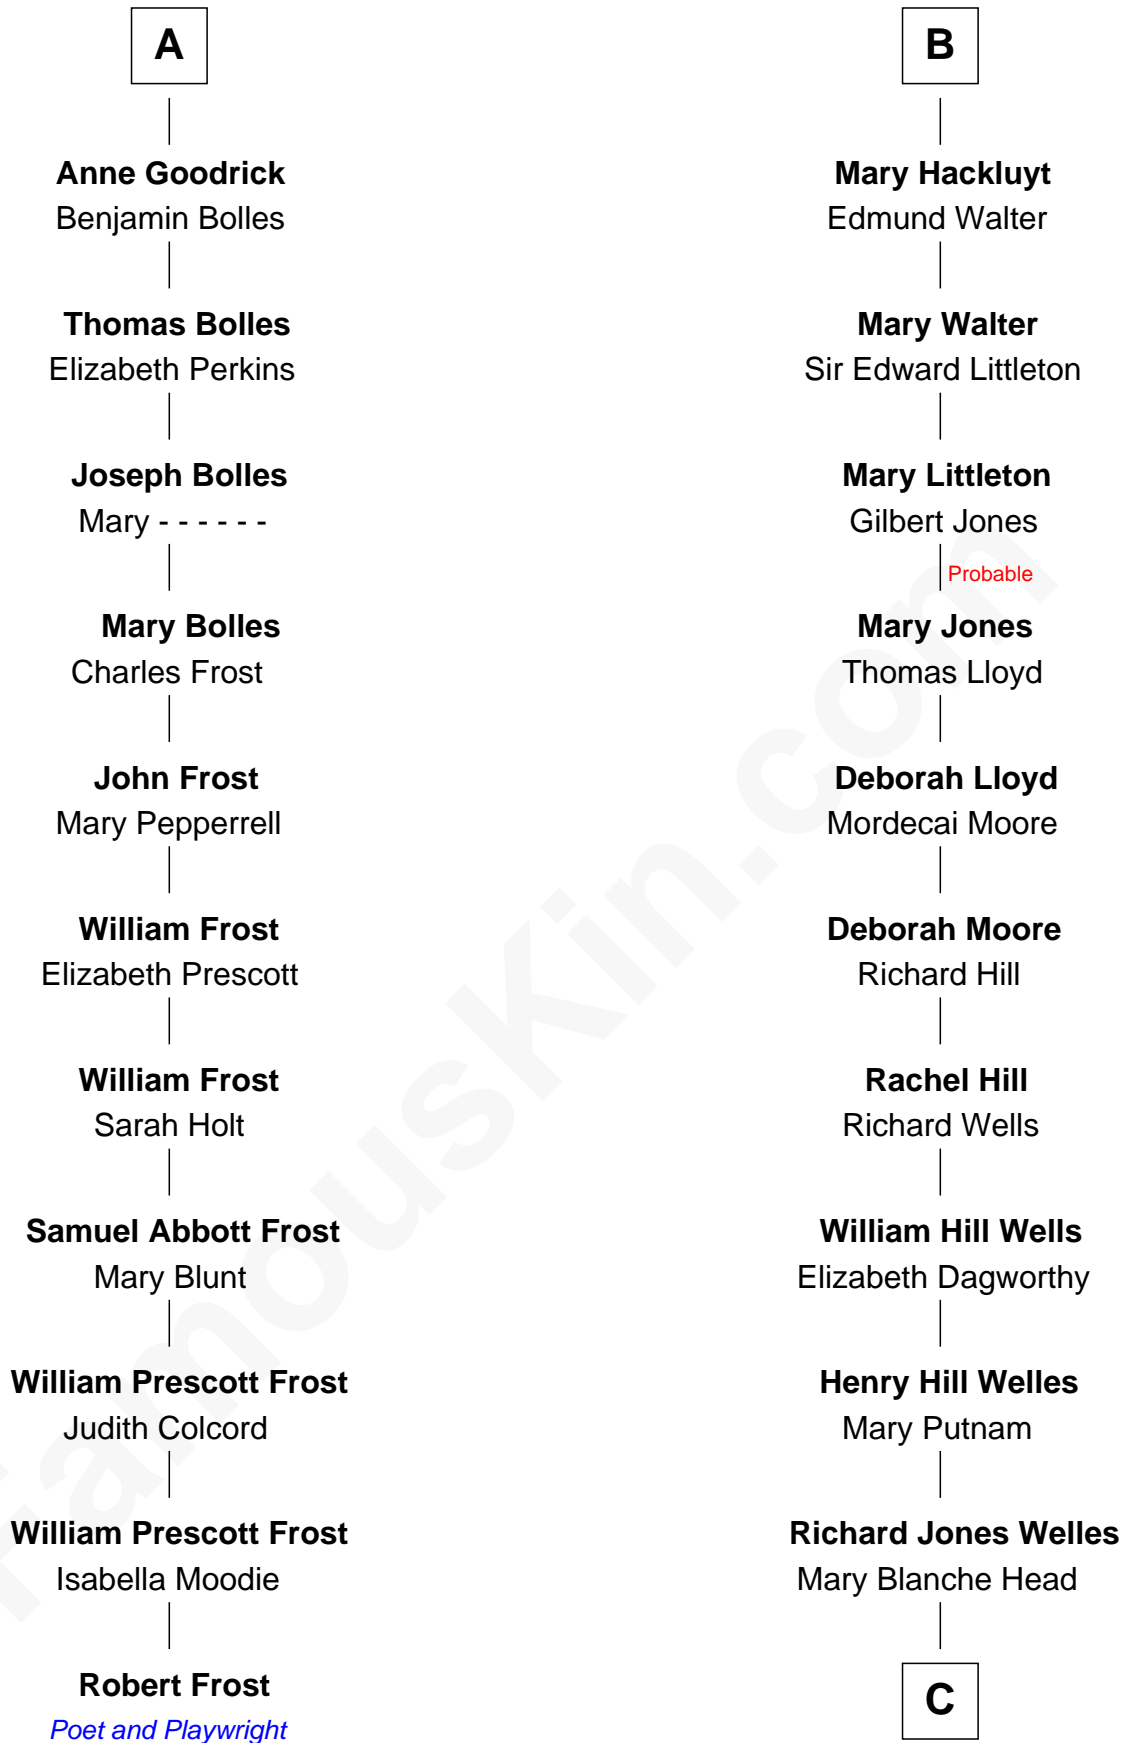 A
Anne Goodrick
Benjamin Bolles
Thomas Bolles
Elizabeth Perkins
Joseph Bolles
Mary - - - - - -
Mary Bolles
Charles Frost
John Frost
Mary Pepperrell
William Frost
Elizabeth Prescott
William Frost
Sarah Holt
Samuel Abbott Frost
Mary Blunt
William Prescott Frost
Judith Colcord
William Prescott Frost
Isabella Moodie
Robert Frost
Poet and Playwright
B
Mary Hackluyt
Edmund Walter
Mary Walter
Sir Edward Littleton
Mary Littleton
Gilbert Jones
Probable
Mary Jones
Thomas Lloyd
Deborah Lloyd
Mordecai Moore
Deborah Moore
Richard Hill
Rachel Hill
Richard Wells
William Hill Wells
Elizabeth Dagworthy
Henry Hill Welles
Mary Putnam
Richard Jones Welles
Mary Blanche Head
C
FamousKin.com